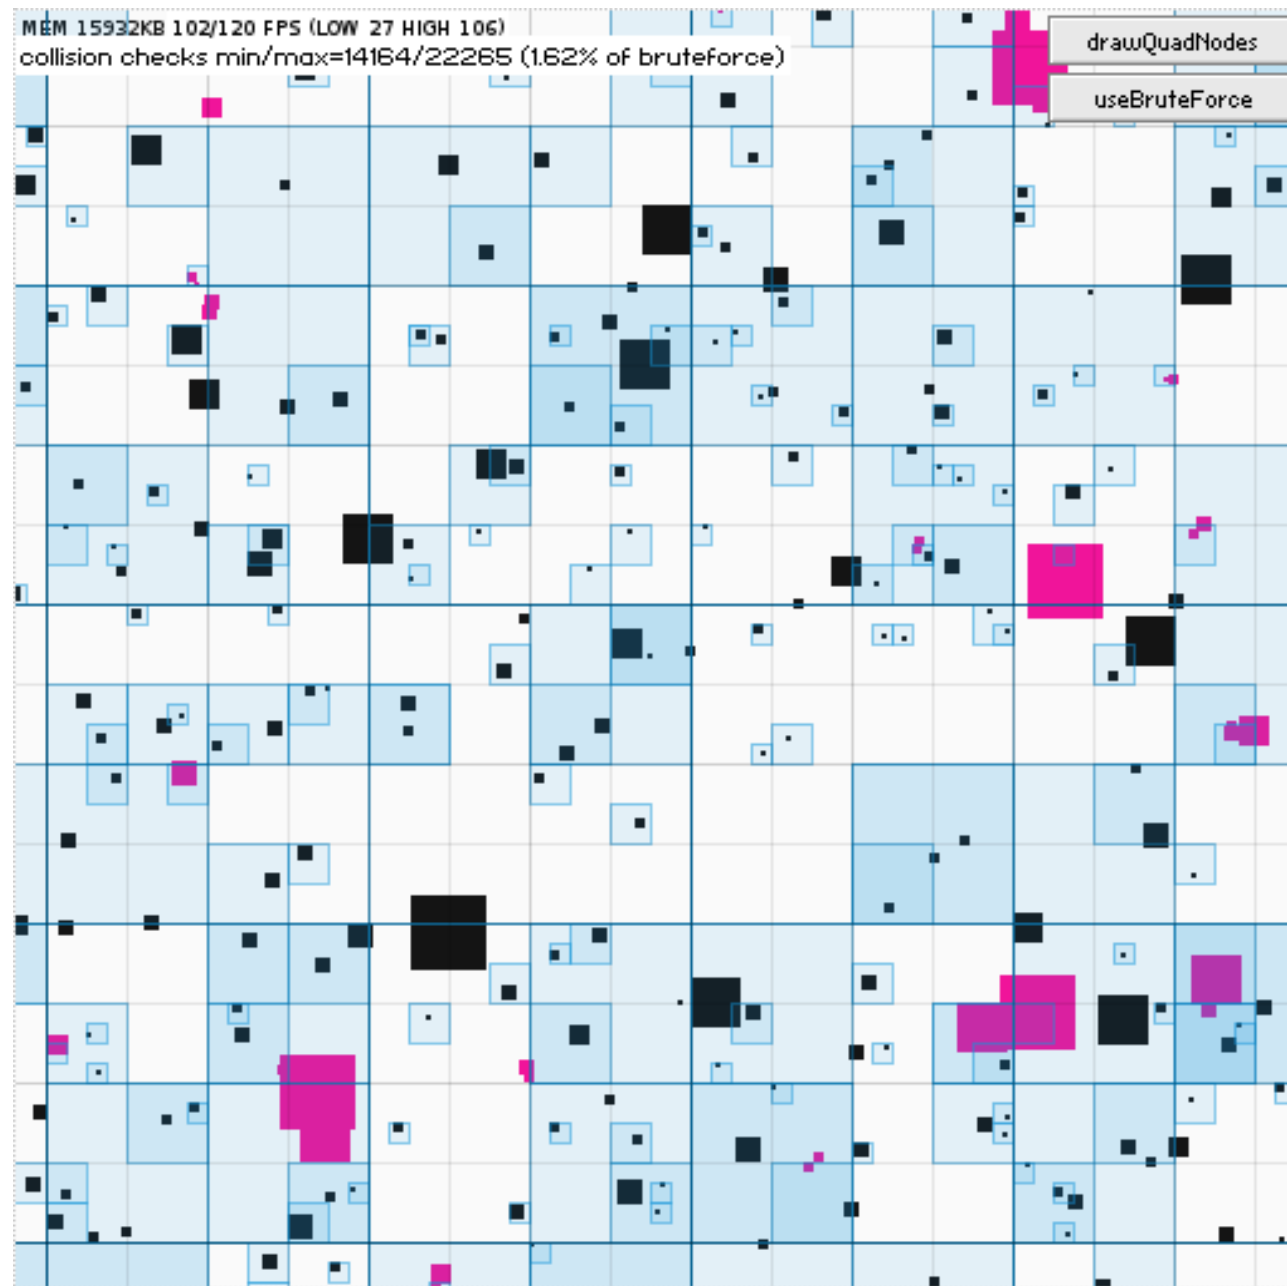 MEM 15932KB 102/120 FPS (LOW 27 HIGH 106)
collision checks min/max=14164/22265 (1.62% of bruteforce)
drawQuadNodes
useBruteForce